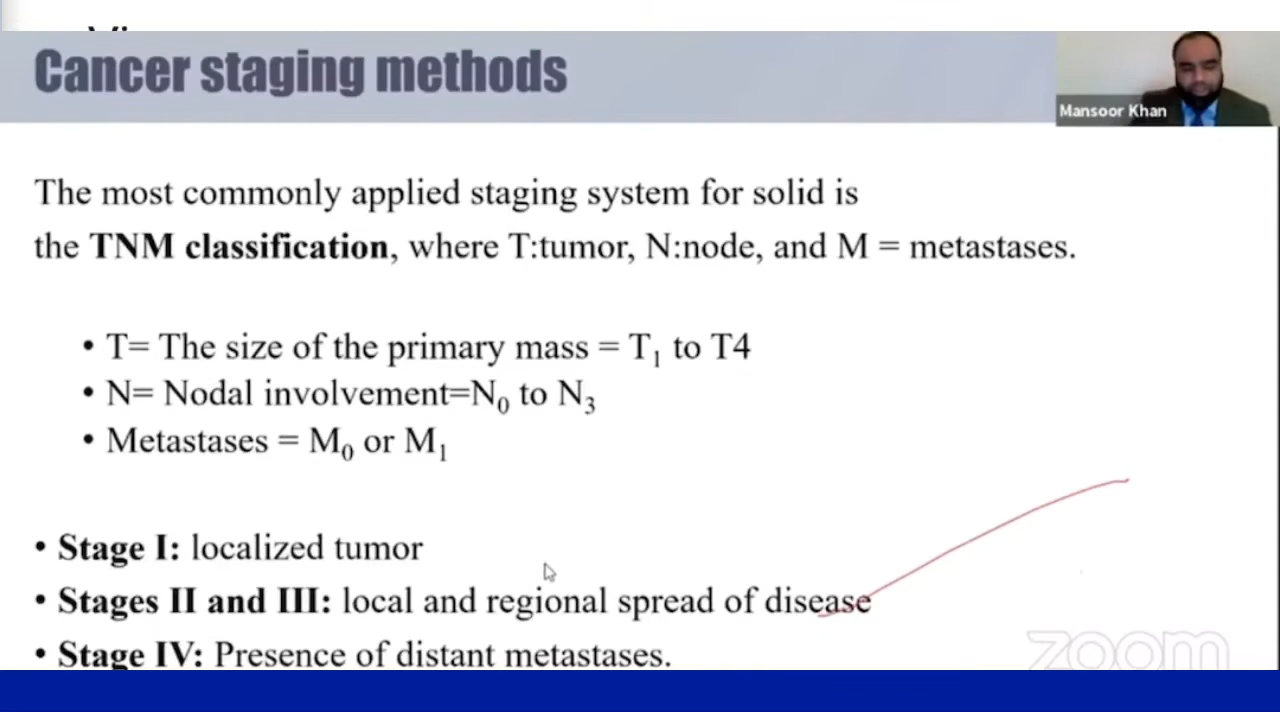 Cancer staging methods
Mansoor Khan
The most commonly applied staging system for solid is
the TNM classification, where T:tumor, N:node, and M = metastases.
• T= The size of the primary mass = T₁ to T4
• N= Nodal involvement=N₀ to N₃
• Metastases = M₀ or M₁
• Stage I: localized tumor
• Stages II and III: local and regional spread of disease
• Stage IV: Presence of distant metastases.
zoom